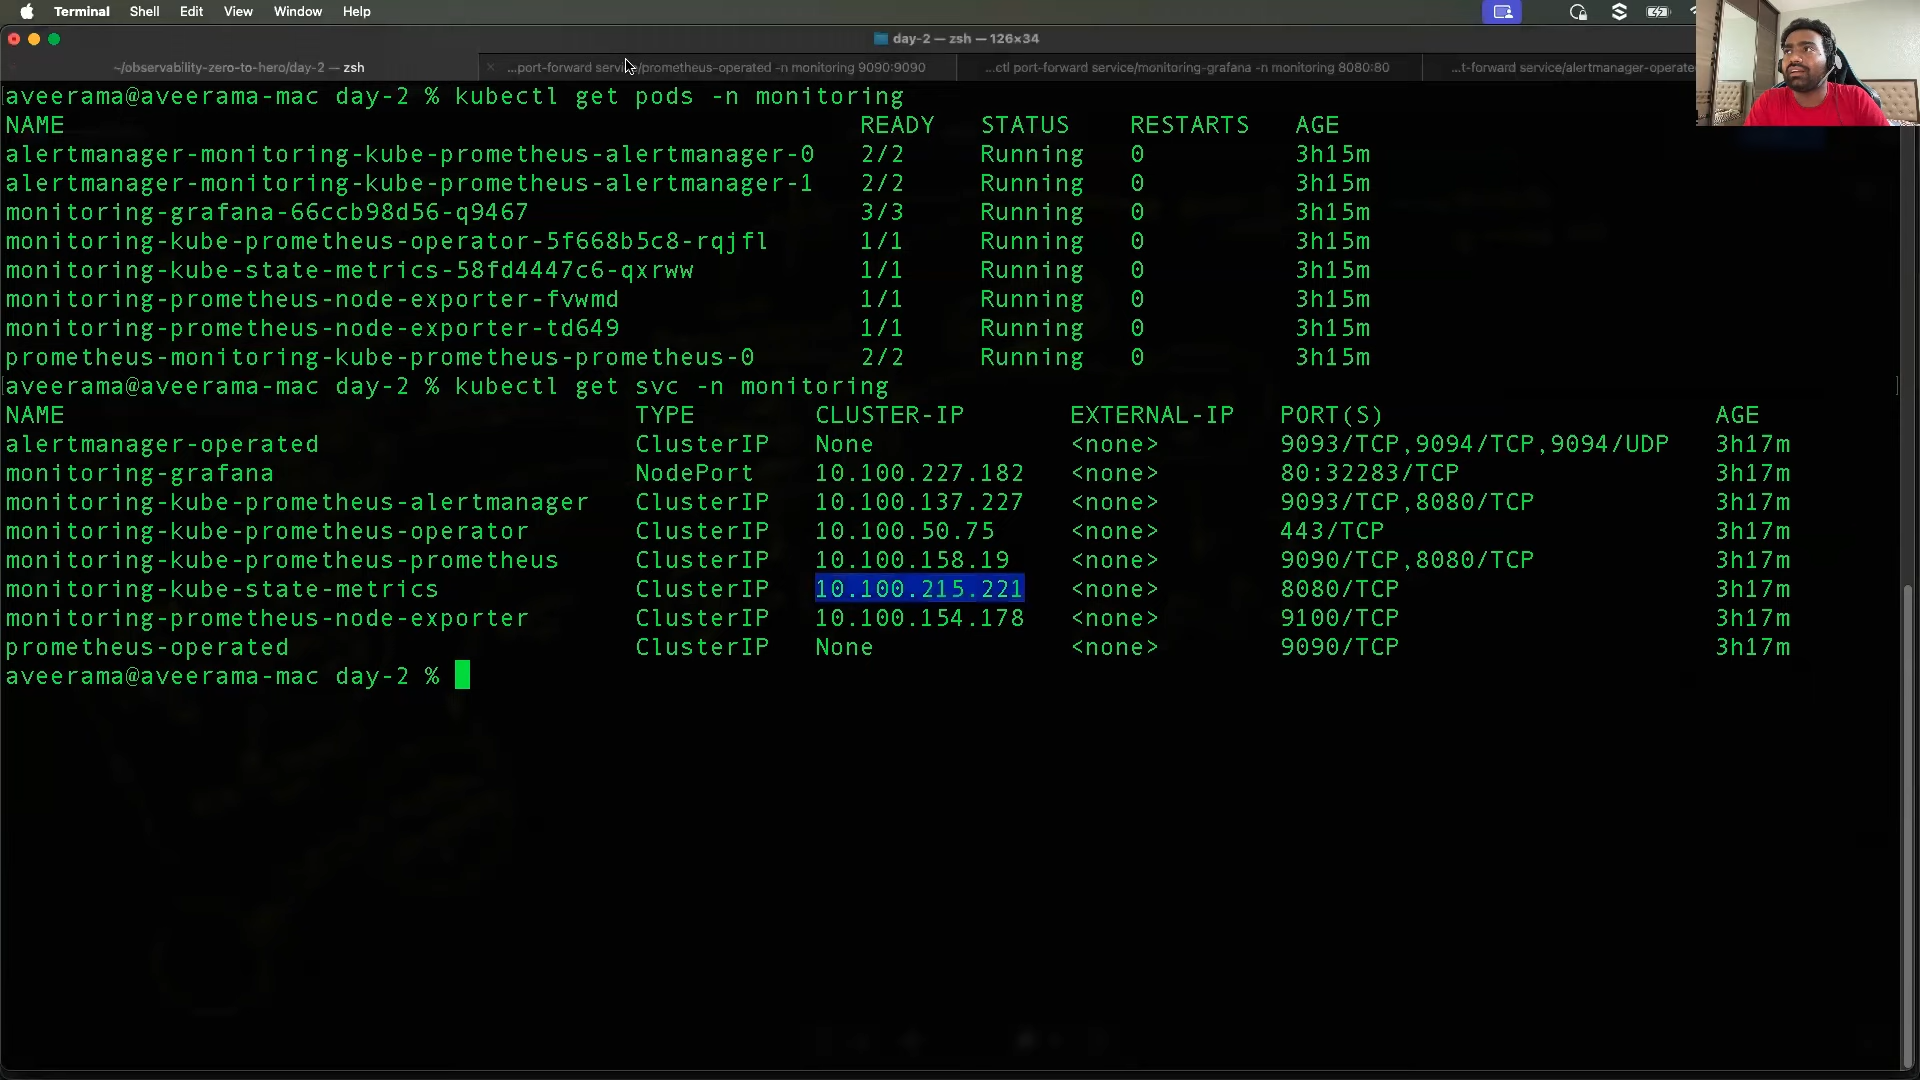 Terminal Shell Edit View Window Help
day-2 — zsh — 126×34
~/observability-zero-to-hero/day-2 — zsh ...port-forward service/prometheus-operated -n monitoring 9090:9090 ...ctl port-forward service/monitoring-grafana -n monitoring 8080:80 ...t-forward service/alertmanager-operate
aveerama@aveerama-mac day-2 % kubectl get pods -n monitoring
NAME READY STATUS RESTARTS AGE
alertmanager-monitoring-kube-prometheus-alertmanager-0 2/2 Running 0 3h15m
alertmanager-monitoring-kube-prometheus-alertmanager-1 2/2 Running 0 3h15m
monitoring-grafana-66ccb98d56-q9467 3/3 Running 0 3h15m
monitoring-kube-prometheus-operator-5f668b5c8-rqjfl 1/1 Running 0 3h15m
monitoring-kube-state-metrics-58fd4447c6-qxrww 1/1 Running 0 3h15m
monitoring-prometheus-node-exporter-fvwmd 1/1 Running 0 3h15m
monitoring-prometheus-node-exporter-td649 1/1 Running 0 3h15m
prometheus-monitoring-kube-prometheus-prometheus-0 2/2 Running 0 3h15m
aveerama@aveerama-mac day-2 % kubectl get svc -n monitoring
NAME TYPE CLUSTER-IP EXTERNAL-IP PORT(S) AGE
alertmanager-operated ClusterIP None <none> 9093/TCP,9094/TCP,9094/UDP 3h17m
monitoring-grafana NodePort 10.100.227.182 <none> 80:32283/TCP 3h17m
monitoring-kube-prometheus-alertmanager ClusterIP 10.100.137.227 <none> 9093/TCP,8080/TCP 3h17m
monitoring-kube-prometheus-operator ClusterIP 10.100.50.75 <none> 443/TCP 3h17m
monitoring-kube-prometheus-prometheus ClusterIP 10.100.158.19 <none> 9090/TCP,8080/TCP 3h17m
monitoring-kube-state-metrics ClusterIP 10.100.215.221 <none> 8080/TCP 3h17m
monitoring-prometheus-node-exporter ClusterIP 10.100.154.178 <none> 9100/TCP 3h17m
prometheus-operated ClusterIP None <none> 9090/TCP 3h17m
aveerama@aveerama-mac day-2 %